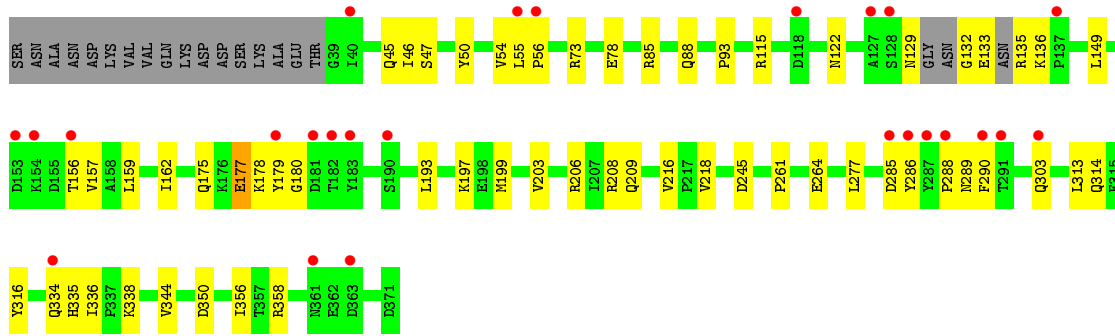 SER ASN ALA ASN ASP LYS VAL VAL GLN LYS ASP ASP SER LYS ALA GLU THR G39 I40 Q45 I46 S47 Y50 V54 L55 P56 R73 E78 R85 Q88 P93 R115 D118 N122 A127 S128 N129 GLY ASN G132 E133 ASN R135 K136 P137 L149
D153 K154 D155 T156 V157 A158 L159 I162 Q175 K176 E177 K178 Y179 G180 D181 T182 Y183 S190 L193 K197 E198 M199 V203 R206 I207 R208 Q209 V216 P217 V218 D245 P261 E264 L277 D285 Y286 Y287 P288 N289 F290 T291 Q303 L313 Q314 E315
Y316 Q334 H335 I336 P337 K338 V344 D350 I356 T357 R358 N361 E362 D363 D371